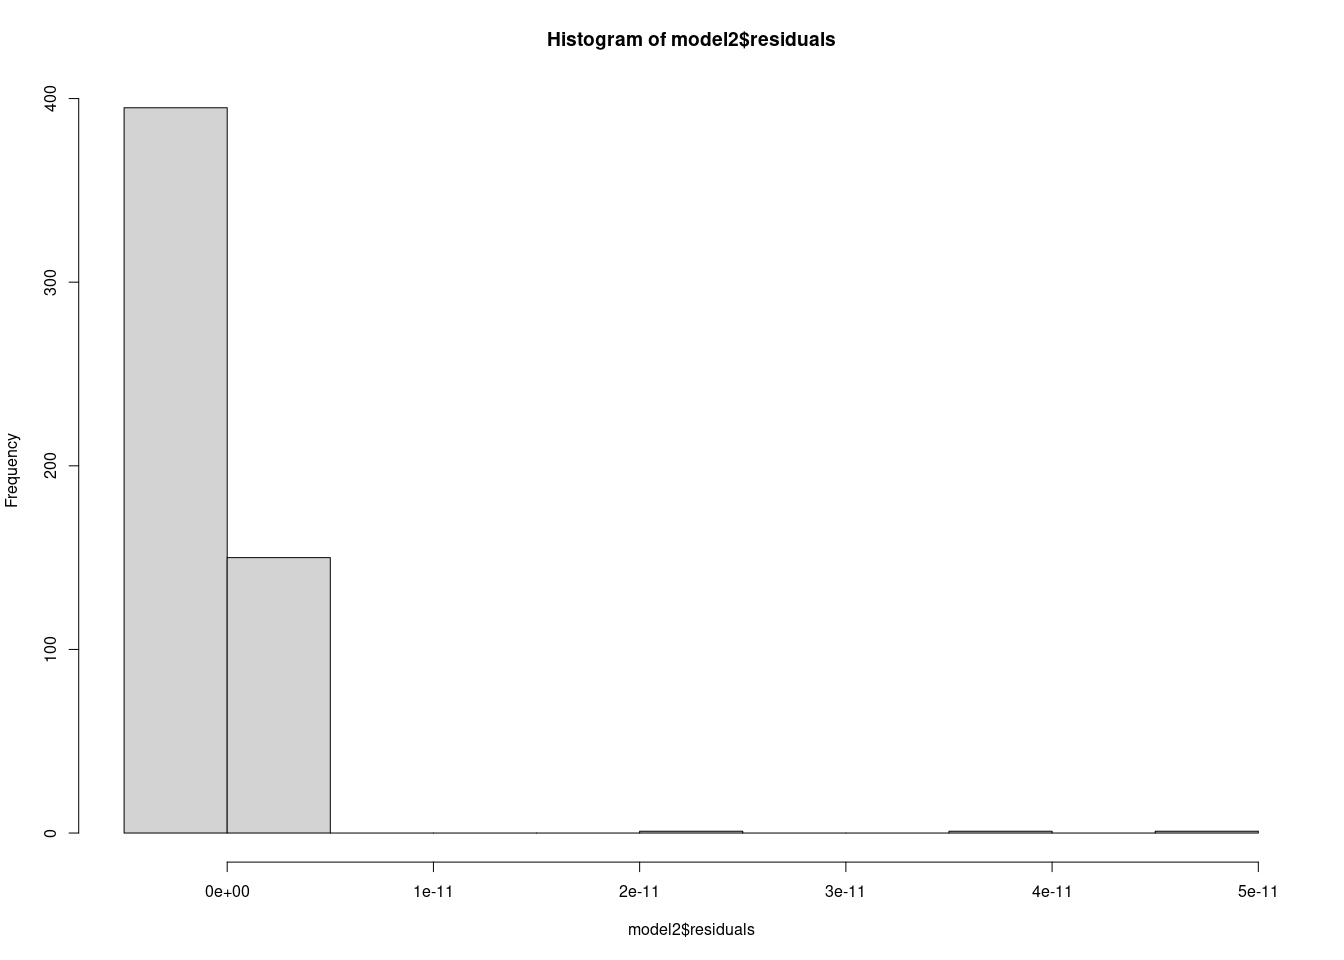 Histogram of model2$residuals
400
300
200
100
0
Frequency
0e+00 1e-11 2e-11 3e-11 4e-11 5e-11
model2$residuals